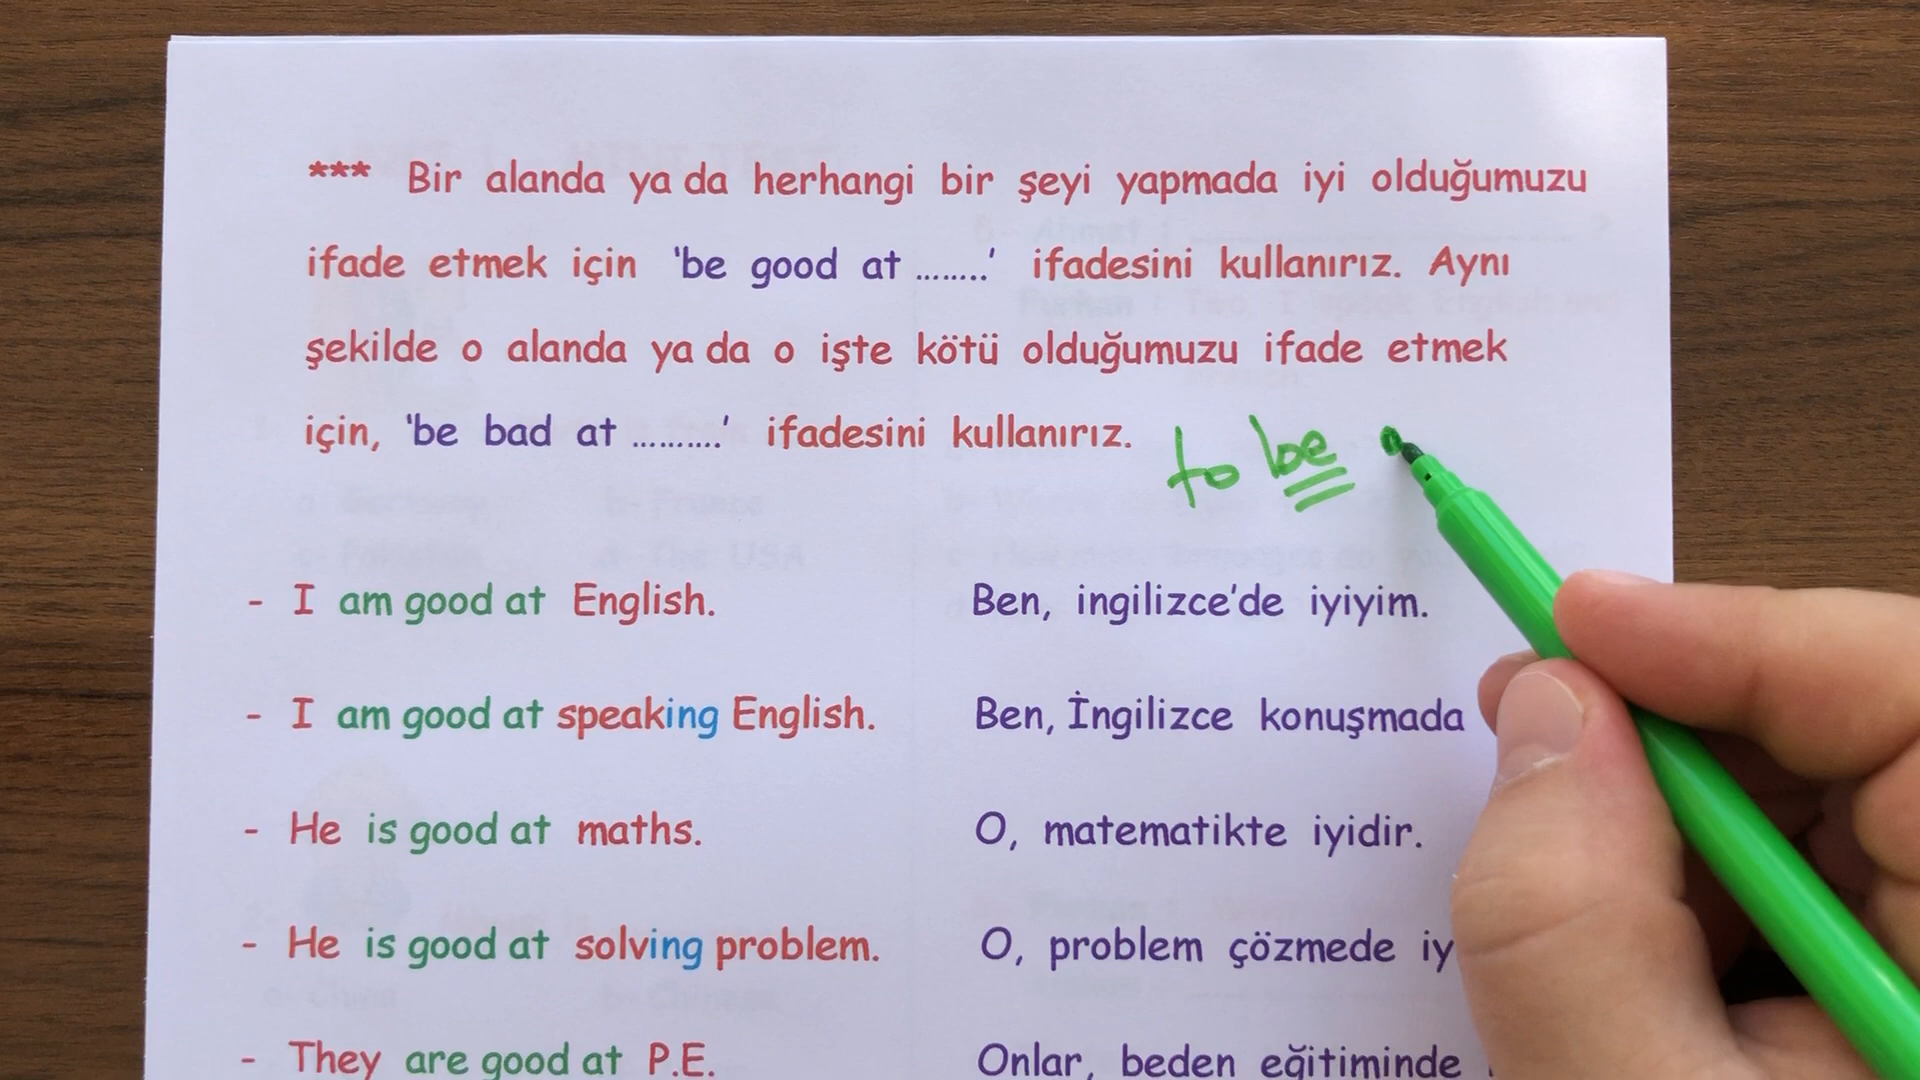 *** Bir alanda ya da herhangi bir şeyi yapmada iyi olduğumuzu
ifade etmek için ‘be good at ........’ ifadesini kullanırız. Aynı
şekilde o alanda ya da o işte kötü olduğumuzu ifade etmek
için, ‘be bad at ..........’ ifadesini kullanırız.
to be
- I am good at English. Ben, ingilizce’de iyiyim.
- I am good at speaking English. Ben, İngilizce konuşmada
- He is good at maths. O, matematikte iyidir.
- He is good at solving problem. O, problem çözmede iy
- They are good at P.E. Onlar, beden eğitiminde